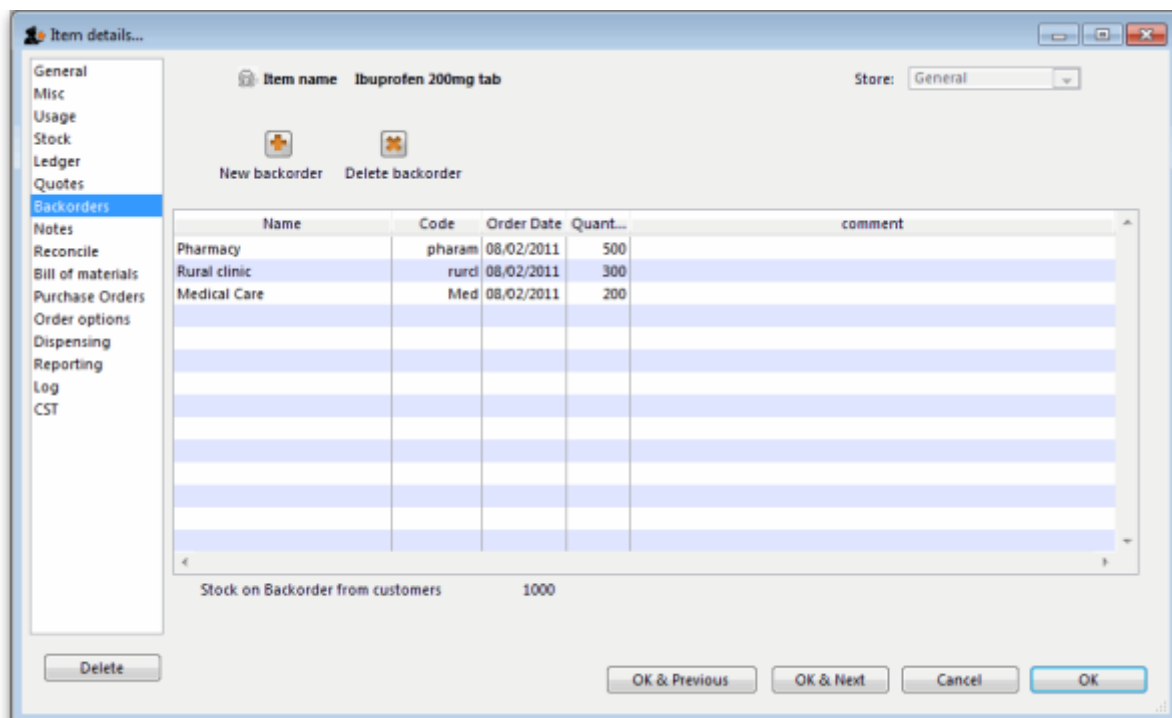 Item details...
General
Misc
Usage
Stock
Ledger
Quotes
Backorders
Notes
Reconcile
Bill of materials
Purchase Orders
Order options
Dispensing
Reporting
Log
CST
Item name Ibuprofen 200mg tab
Store: General
New backorder Delete backorder
Name Code Order Date Quant... comment
Pharmacy pharam 08/02/2011 500
Rural clinic rurcl 08/02/2011 300
Medical Care Med 08/02/2011 200
Stock on Backorder from customers 1000
Delete
OK & Previous OK & Next Cancel OK